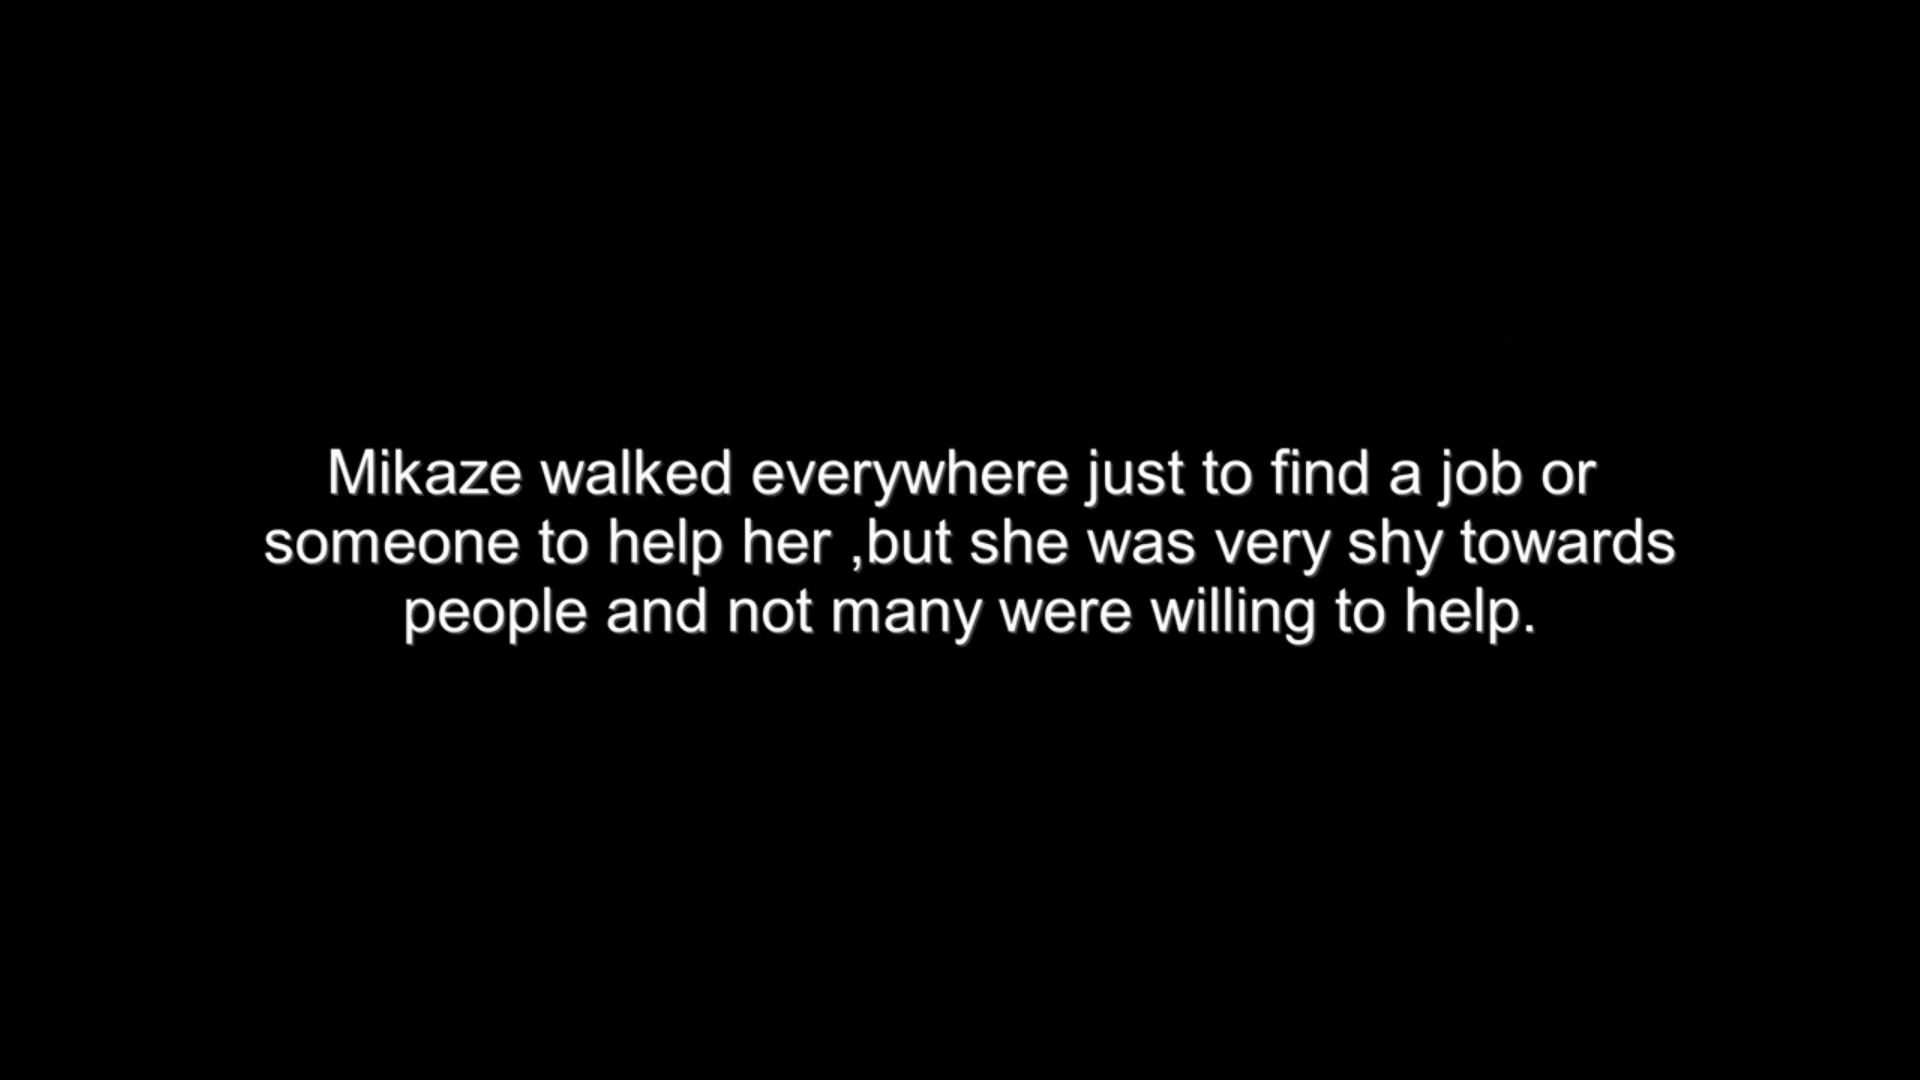 Mikaze walked everywhere just to find a job or
someone to help her ,but she was very shy towards
people and not many were willing to help.